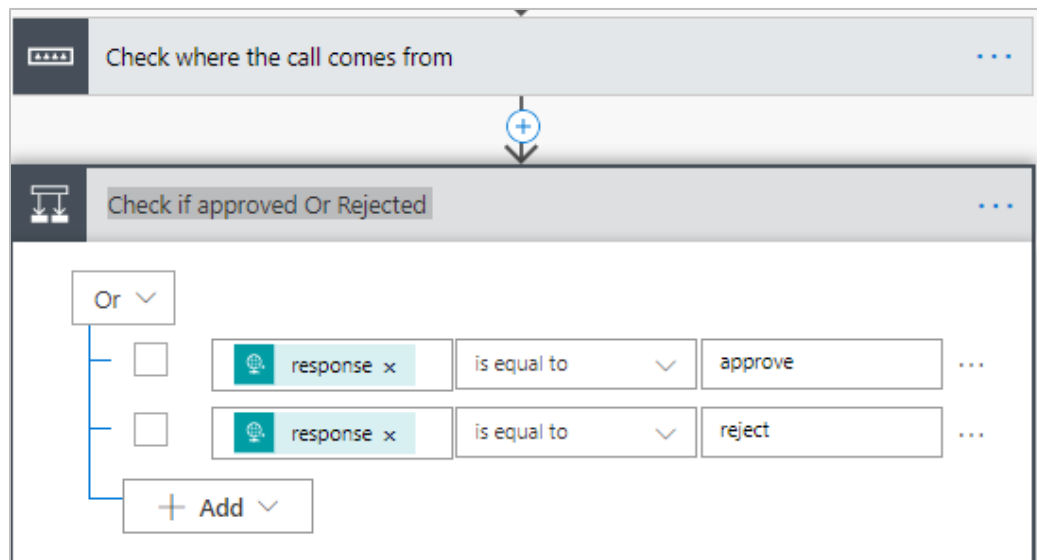 Check where the call comes from
Check if approved Or Rejected
Or
response x is equal to approve
response x is equal to reject
+ Add